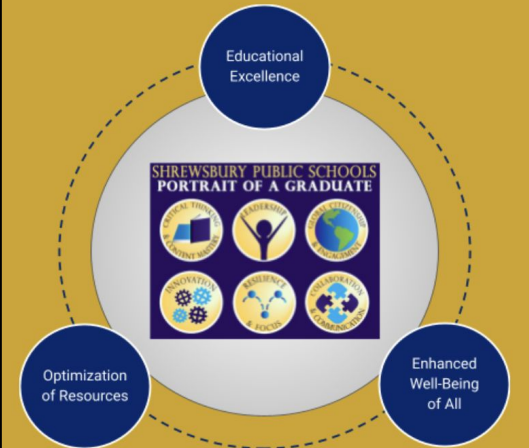 Educational
Excellence
SHREWSBURY PUBLIC SCHOOLS
PORTRAIT OF A GRADUATE
CRITICAL THINKING
& CONTENT MASTERY
LEADERSHIP
GLOBAL CITIZENSHIP
& ENGAGEMENT
INNOVATION
RESILIENCE
& FOCUS
COLLABORATION
& COMMUNICATION
Optimization
of Resources
Enhanced
Well-Being
of All